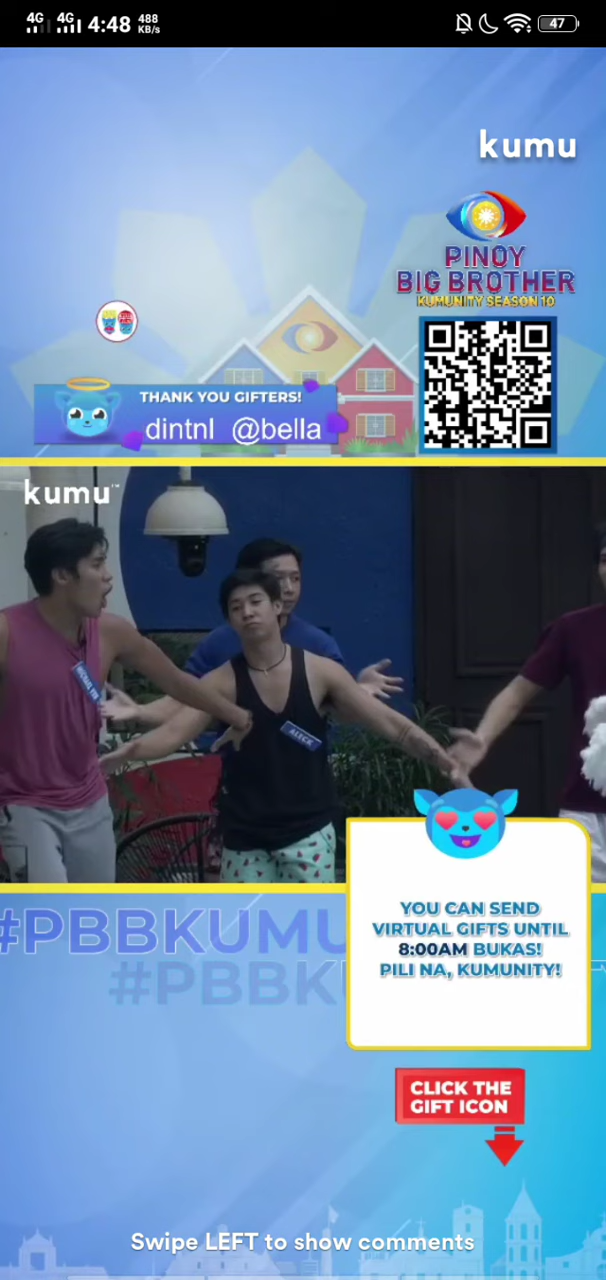 4G 4G 4:48 488 KB/s 47
kumu
PINOY
BIG BROTHER
KUMUNITY SEASON 10
THANK YOU GIFTERS!
dintnl @bella
kumu™
ALECK
#PBBKUMU
#PBBK
YOU CAN SEND
VIRTUAL GIFTS UNTIL
8:00AM BUKAS!
PILI NA, KUMUNITY!
CLICK THE
GIFT ICON
Swipe LEFT to show comments